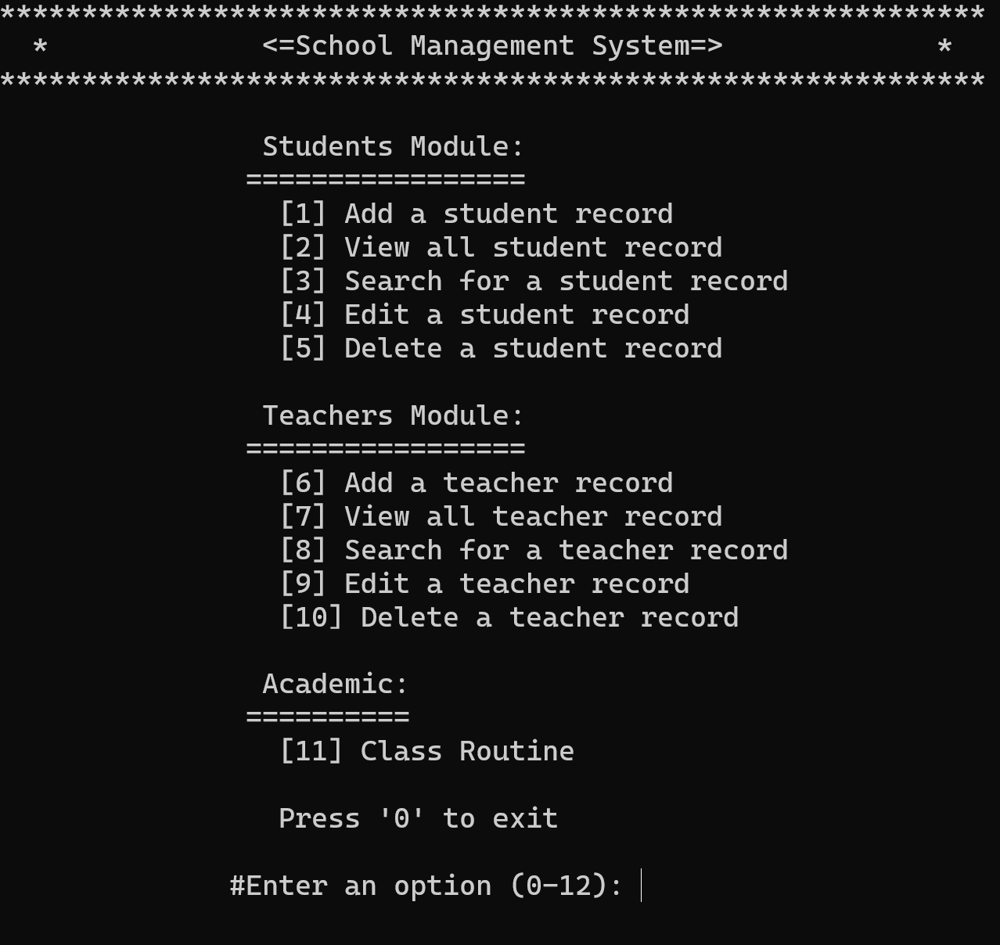 ************************************************************
* <=School Management System=> *
************************************************************
Students Module:
=================
[1] Add a student record
[2] View all student record
[3] Search for a student record
[4] Edit a student record
[5] Delete a student record
Teachers Module:
=================
[6] Add a teacher record
[7] View all teacher record
[8] Search for a teacher record
[9] Edit a teacher record
[10] Delete a teacher record
Academic:
==========
[11] Class Routine
Press '0' to exit
#Enter an option (0-12):